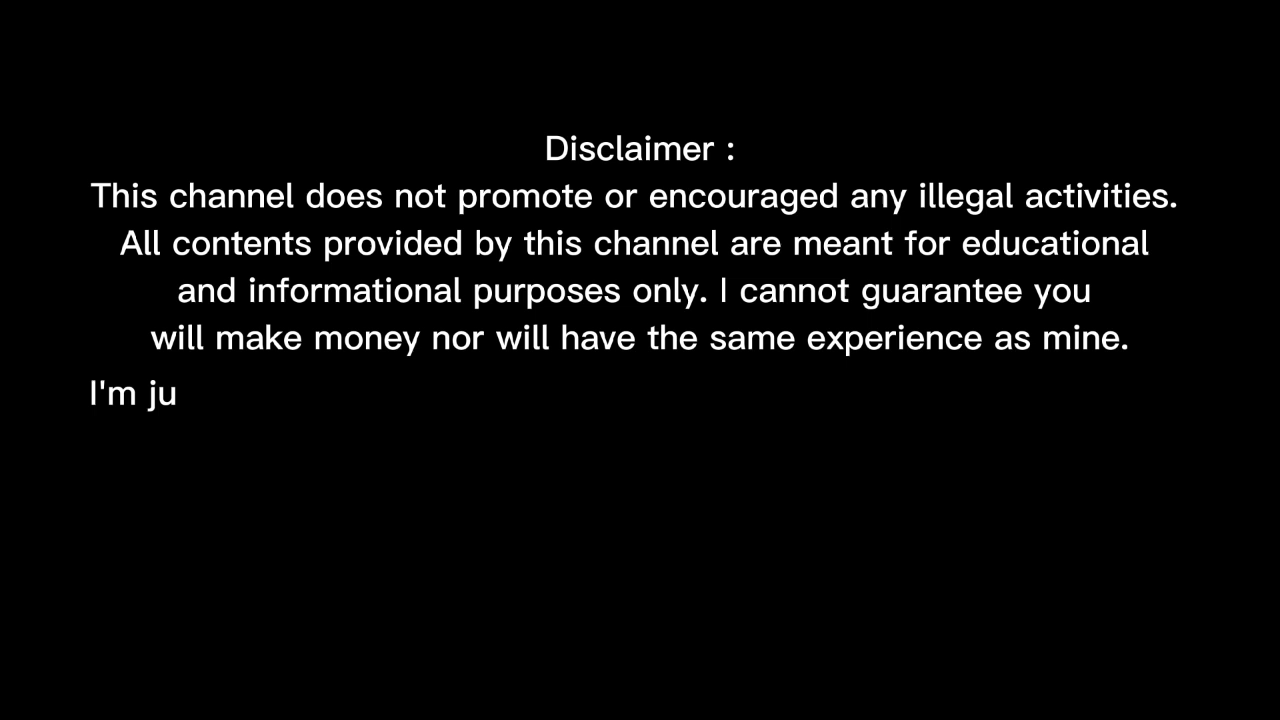 Disclaimer :
This channel does not promote or encouraged any illegal activities.
All contents provided by this channel are meant for educational
and informational purposes only. I cannot guarantee you
will make money nor will have the same experience as mine.
I'm ju